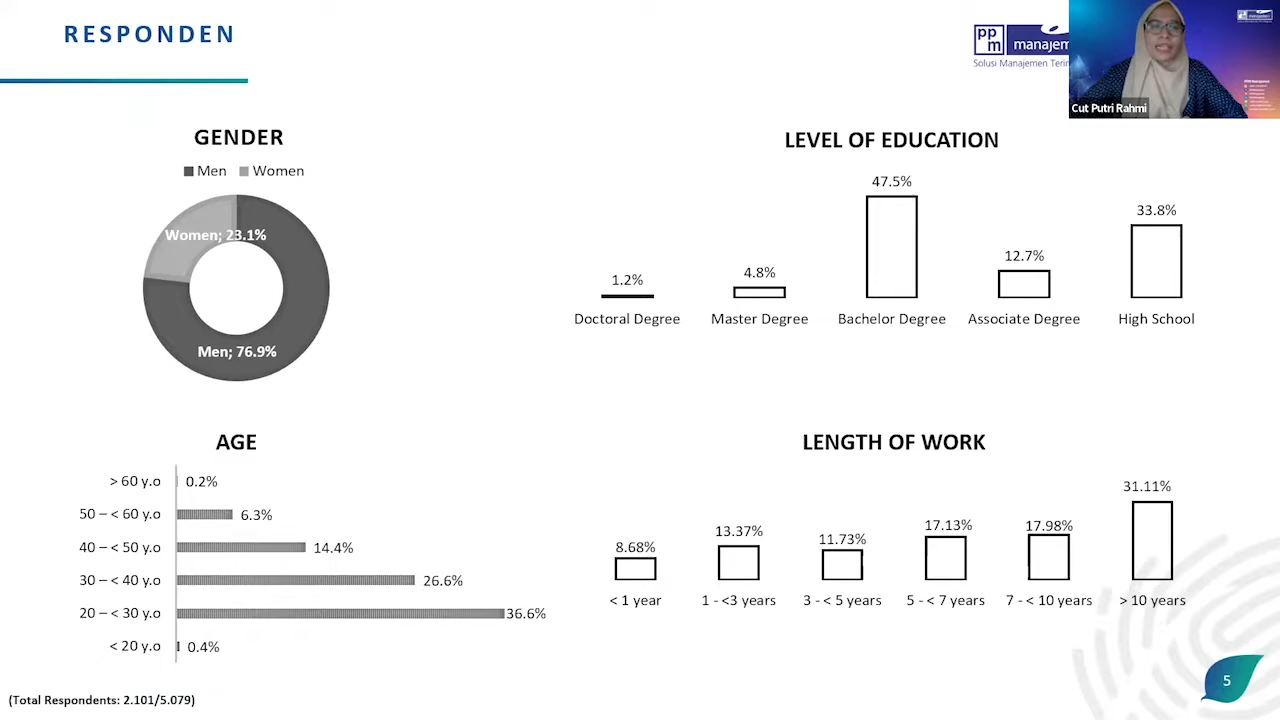 RESPONDEN
ppm manajem
Solusi Manajemen Terin
Cut Putri Rahmi
GENDER
Men Women
Women; 23.1%
Men; 76.9%
LEVEL OF EDUCATION
1.2% 4.8% 47.5% 12.7% 33.8%
Doctoral Degree Master Degree Bachelor Degree Associate Degree High School
AGE
> 60 y.o 0.2%
50 – < 60 y.o 6.3%
40 – < 50 y.o 14.4%
30 – < 40 y.o 26.6%
20 – < 30 y.o 36.6%
< 20 y.o 0.4%
LENGTH OF WORK
8.68% 13.37% 11.73% 17.13% 17.98% 31.11%
< 1 year 1 - <3 years 3 - < 5 years 5 - < 7 years 7 - < 10 years > 10 years
(Total Respondents: 2.101/5.079)
5